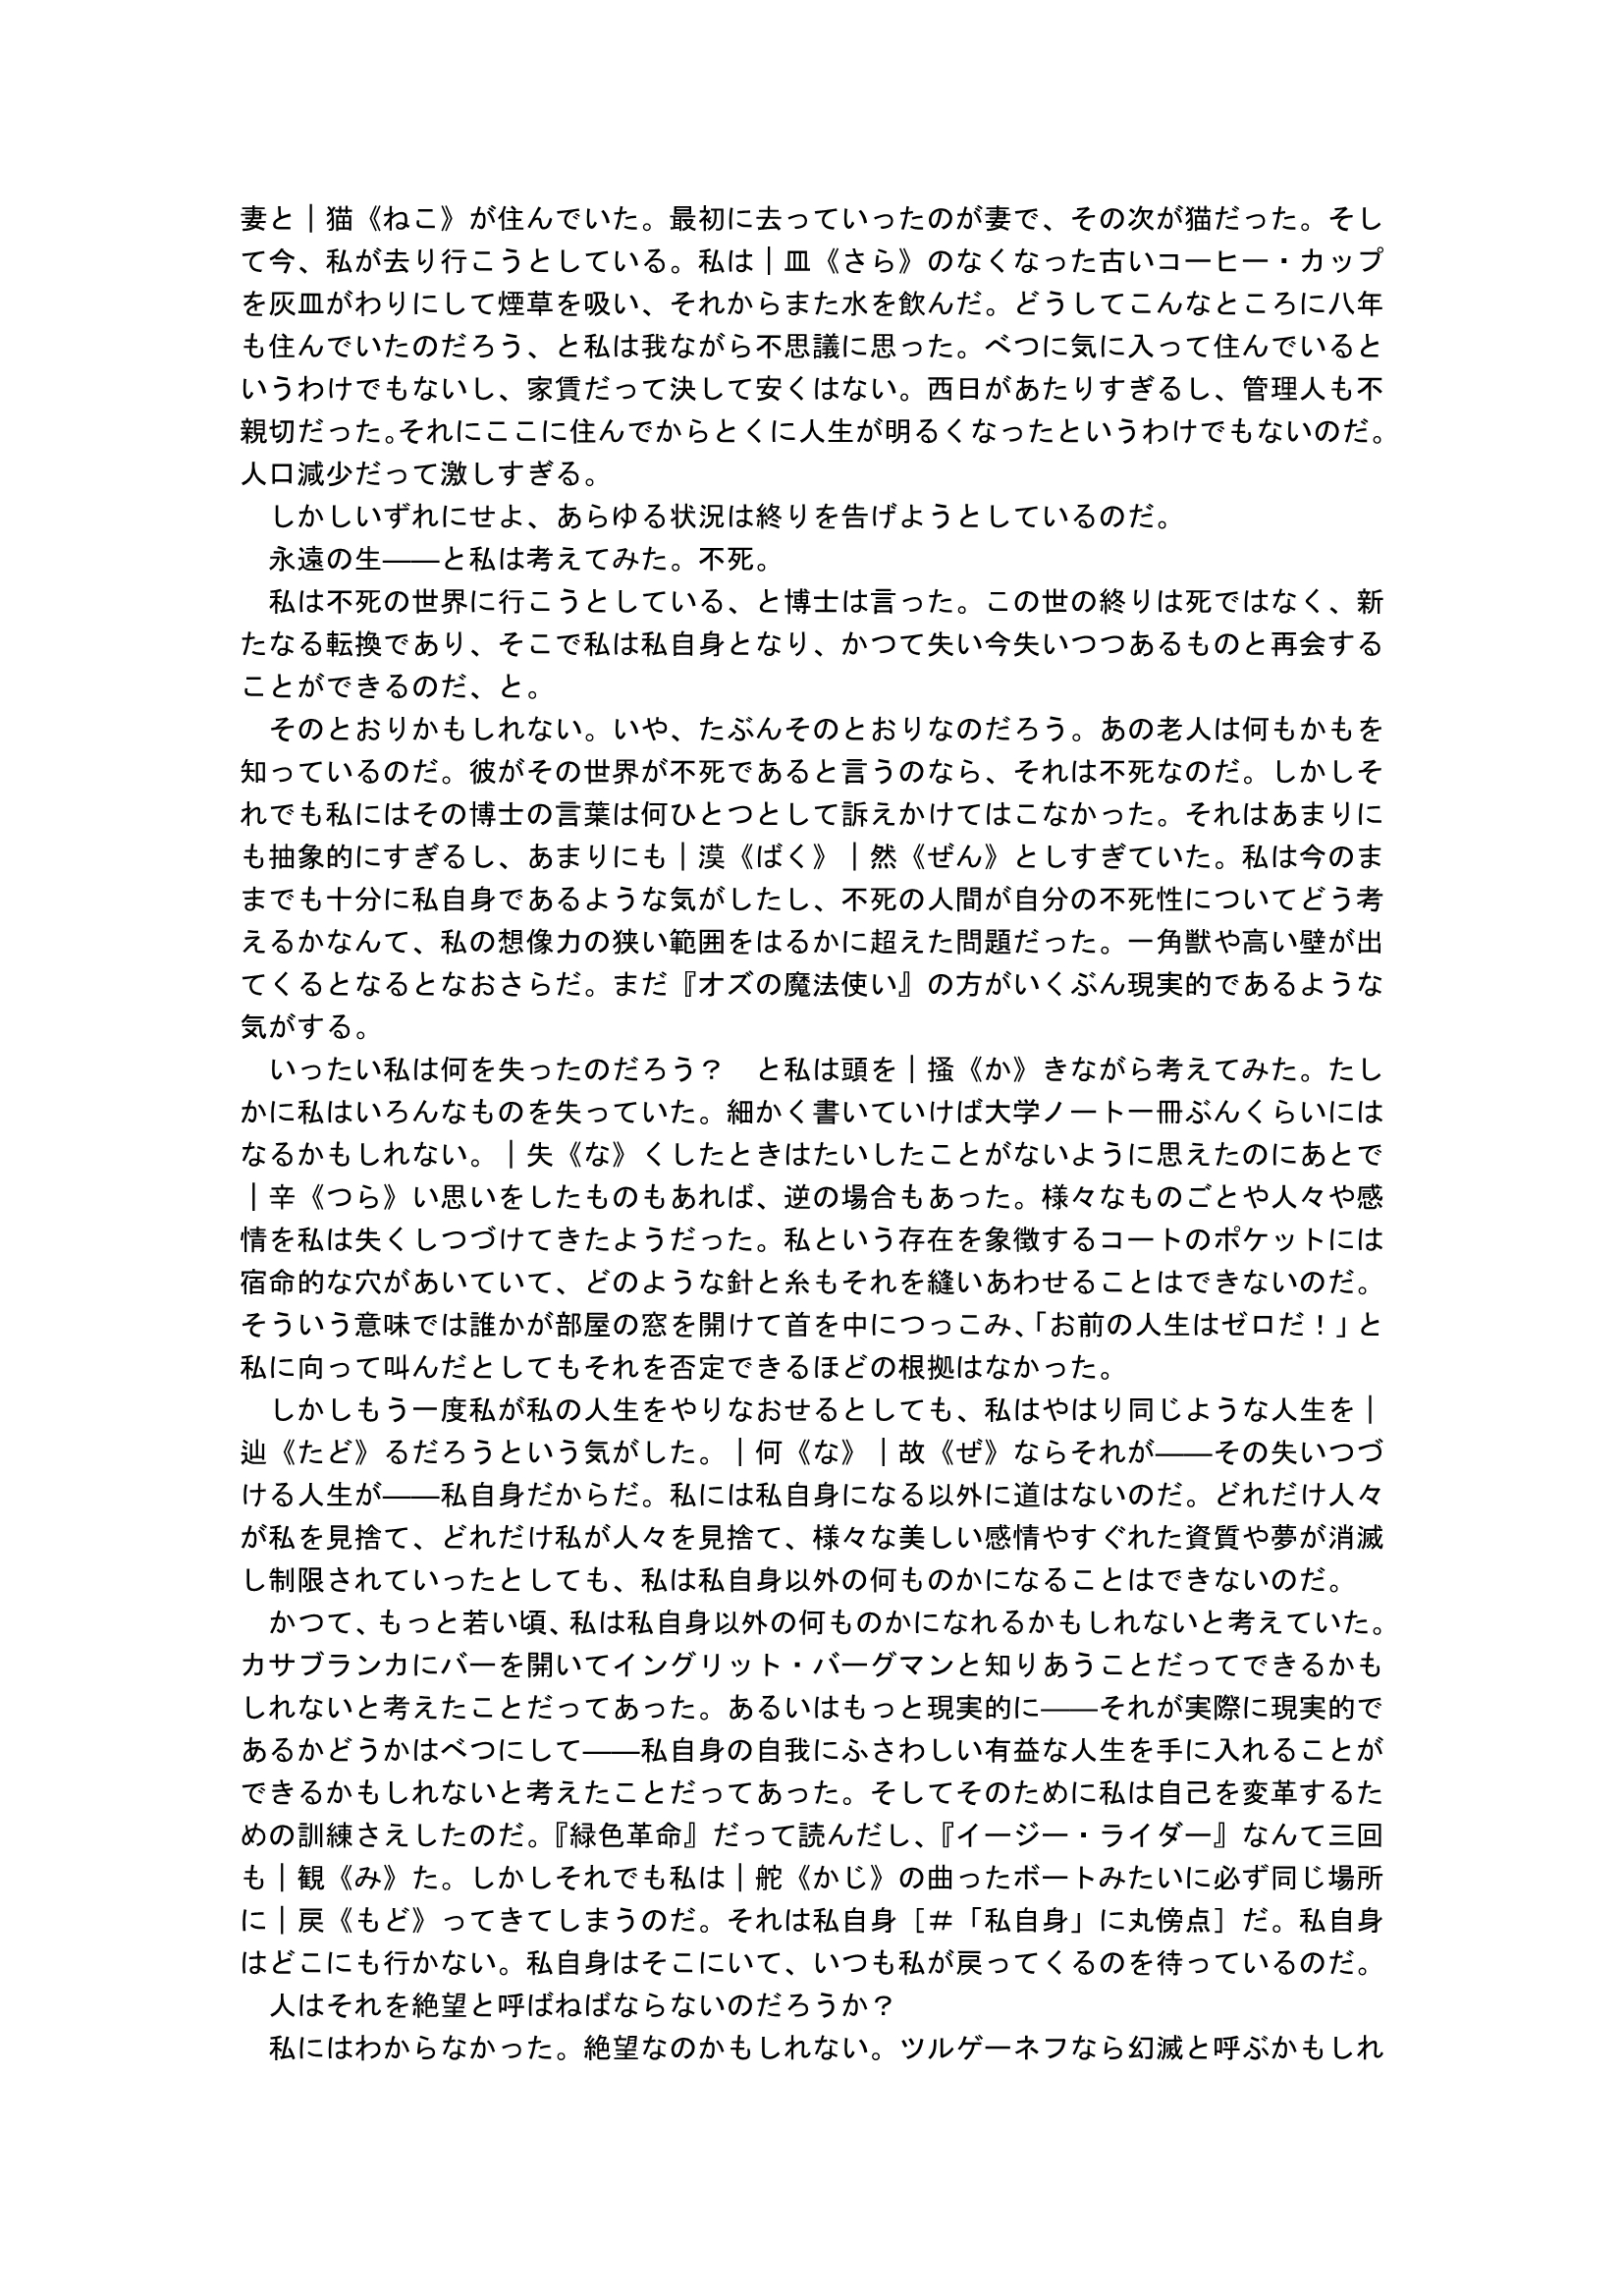 妻と｜猫《ねこ》が住んでいた。最初に去っていったのが妻で、その次が猫だった。そし
て今、私が去り行こうとしている。私は｜皿《さら》のなくなった古いコーヒー・カップ
を灰皿がわりにして煙草を吸い、それからまた水を飲んだ。どうしてこんなところに八年
も住んでいたのだろう、と私は我ながら不思議に思った。べつに気に入って住んでいると
いうわけでもないし、家賃だって決して安くはない。西日があたりすぎるし、管理人も不
親切だった。それにここに住んでからとくに人生が明るくなったというわけでもないのだ。
人口減少だって激しすぎる。
　しかしいずれにせよ、あらゆる状況は終りを告げようとしているのだ。
　永遠の生――と私は考えてみた。不死。
　私は不死の世界に行こうとしている、と博士は言った。この世の終りは死ではなく、新
たなる転換であり、そこで私は私自身となり、かつて失い今失いつつあるものと再会する
ことができるのだ、と。
　そのとおりかもしれない。いや、たぶんそのとおりなのだろう。あの老人は何もかもを
知っているのだ。彼がその世界が不死であると言うのなら、それは不死なのだ。しかしそ
れでも私にはその博士の言葉は何ひとつとして訴えかけてはこなかった。それはあまりに
も抽象的にすぎるし、あまりにも｜漠《ばく》｜然《ぜん》としすぎていた。私は今のま
までも十分に私自身であるような気がしたし、不死の人間が自分の不死性についてどう考
えるかなんて、私の想像力の狭い範囲をはるかに超えた問題だった。一角獣や高い壁が出
てくるとなるとなおさらだ。まだ『オズの魔法使い』の方がいくぶん現実的であるような
気がする。
　いったい私は何を失ったのだろう？　と私は頭を｜掻《か》きながら考えてみた。たし
かに私はいろんなものを失っていた。細かく書いていけば大学ノート一冊ぶんくらいには
なるかもしれない。｜失《な》くしたときはたいしたことがないように思えたのにあとで
｜辛《つら》い思いをしたものもあれば、逆の場合もあった。様々なものごとや人々や感
情を私は失くしつづけてきたようだった。私という存在を象徴するコートのポケットには
宿命的な穴があいていて、どのような針と糸もそれを縫いあわせることはできないのだ。
そういう意味では誰かが部屋の窓を開けて首を中につっこみ、「お前の人生はゼロだ！」と
私に向って叫んだとしてもそれを否定できるほどの根拠はなかった。
　しかしもう一度私が私の人生をやりなおせるとしても、私はやはり同じような人生を｜
辿《たど》るだろうという気がした。｜何《な》｜故《ぜ》ならそれが――その失いつづ
ける人生が――私自身だからだ。私には私自身になる以外に道はないのだ。どれだけ人々
が私を見捨て、どれだけ私が人々を見捨て、様々な美しい感情やすぐれた資質や夢が消滅
し制限されていったとしても、私は私自身以外の何ものかになることはできないのだ。
　かつて、もっと若い頃、私は私自身以外の何ものかになれるかもしれないと考えていた。
カサブランカにバーを開いてイングリット・バーグマンと知りあうことだってできるかも
しれないと考えたことだってあった。あるいはもっと現実的に――それが実際に現実的で
あるかどうかはべつにして――私自身の自我にふさわしい有益な人生を手に入れることが
できるかもしれないと考えたことだってあった。そしてそのために私は自己を変革するた
めの訓練さえしたのだ。『緑色革命』だって読んだし、『イージー・ライダー』なんて三回
も｜観《み》た。しかしそれでも私は｜舵《かじ》の曲ったボートみたいに必ず同じ場所
に｜戻《もど》ってきてしまうのだ。それは私自身［＃「私自身」に丸傍点］だ。私自身
はどこにも行かない。私自身はそこにいて、いつも私が戻ってくるのを待っているのだ。
　人はそれを絶望と呼ばねばならないのだろうか？
　私にはわからなかった。絶望なのかもしれない。ツルゲーネフなら幻滅と呼ぶかもしれ